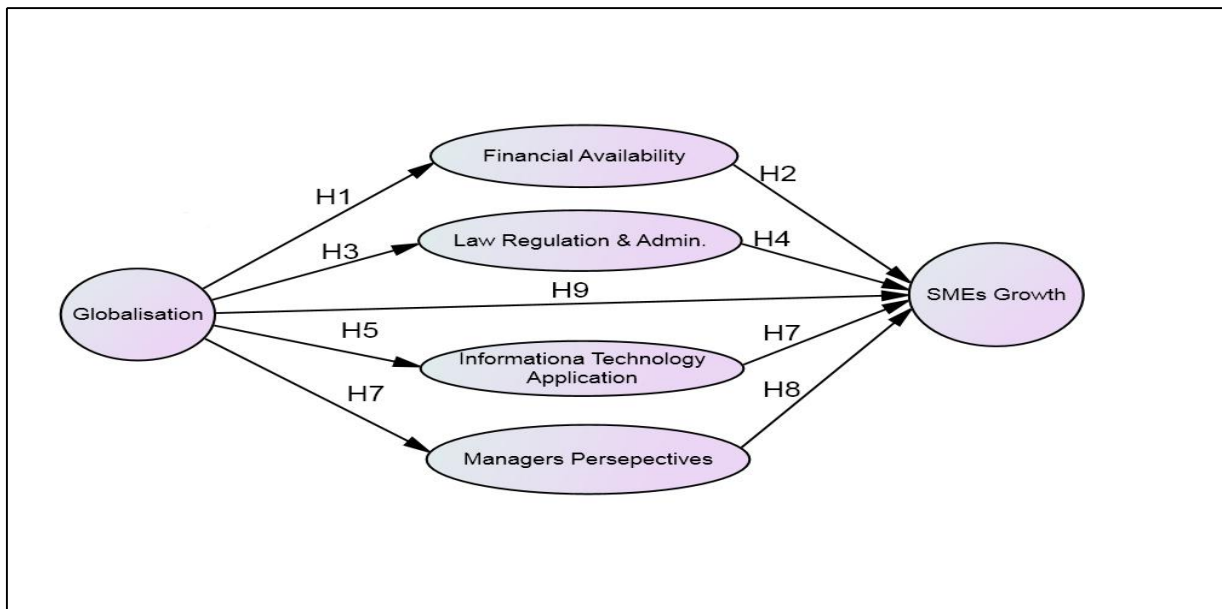 Financial Availability
H2
H1
Law Regulation & Admin.
H4
H3
H9
SMEs Growth
Globalisation
H5
Informationa Technology
Application
H7
H7
H8
Managers Persepectives